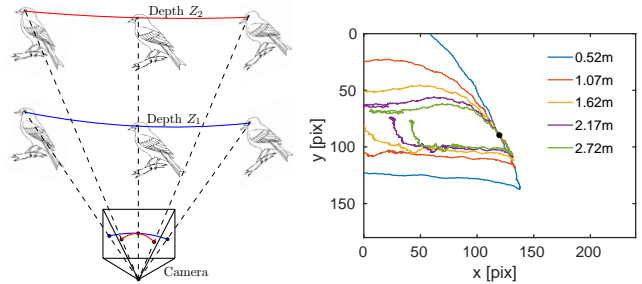 Depth Z2
Depth Z1
Camera
0
50
100
150
y [pix]
0
50
100
150
200
x [pix]
0.52m
1.07m
1.62m
2.17m
2.72m